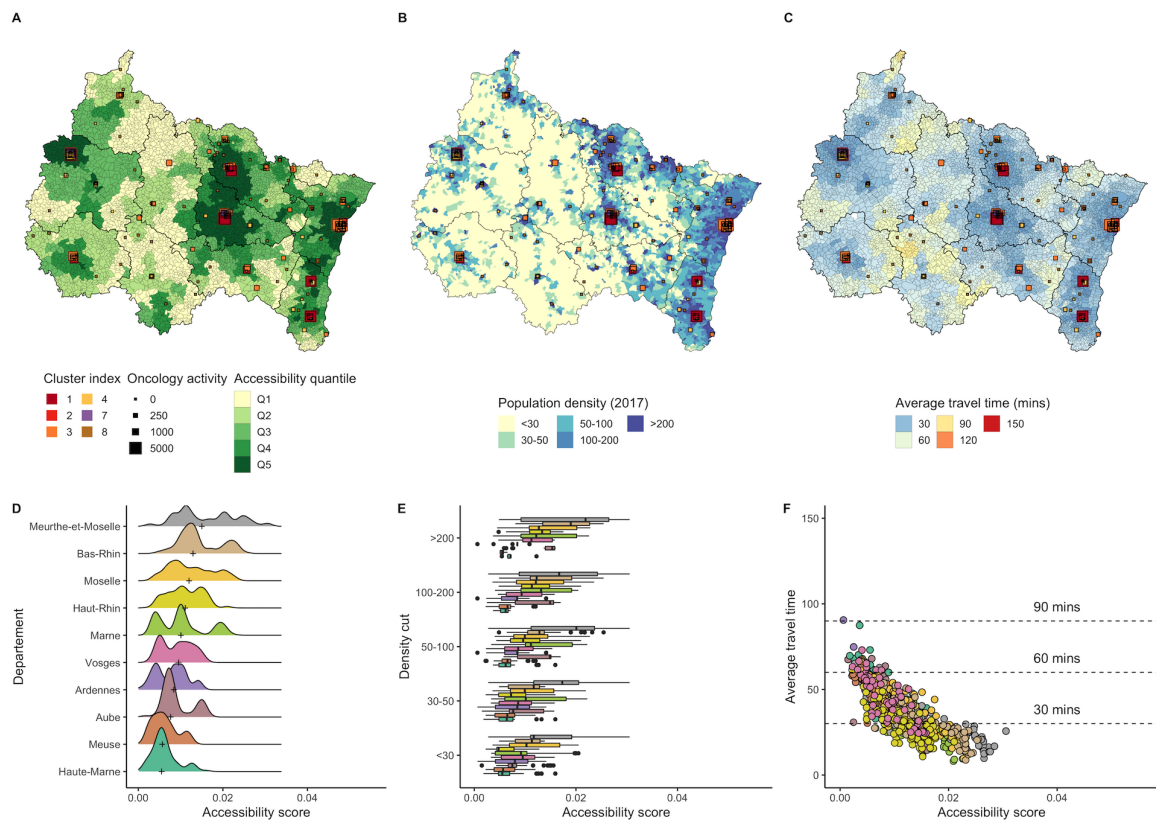 A
B
C
Cluster index
1
4
2
7
3
8
Oncology activity
0
250
1000
5000
Accessibility quantile
Q1
Q2
Q3
Q4
Q5
Population density (2017)
<30
50-100
>200
30-50
100-200
Average travel time (mins)
30
90
150
60
120
D
Departement
Meurthe-et-Moselle
Bas-Rhin
Moselle
Haut-Rhin
Marne
Vosges
Ardennes
Aube
Meuse
Haute-Marne
0.00
0.02
0.04
Accessibility score
E
Density cut
>200
100-200
50-100
30-50
<30
0.00
0.02
0.04
Accessibility score
F
Average travel time
150
100
50
0
90 mins
60 mins
30 mins
0.00
0.02
0.04
Accessibility score